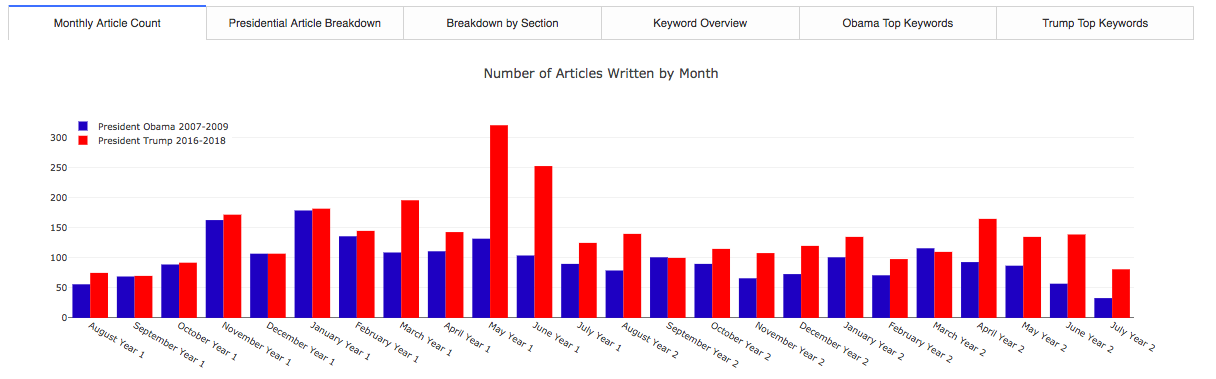 Monthly Article Count
Presidential Article Breakdown
Breakdown by Section
Keyword Overview
Obama Top Keywords
Trump Top Keywords
Number of Articles Written by Month
President Obama 2007-2009
President Trump 2016-2018
300
250
200
150
100
50
0
August Year 1
September Year 1
October Year 1
November Year 1
December Year 1
January Year 1
February Year 1
March Year 1
April Year 1
May Year 1
June Year 1
July Year 1
August Year 2
September Year 2
October Year 2
November Year 2
December Year 2
January Year 2
February Year 2
March Year 2
April Year 2
May Year 2
June Year 2
July Year 2